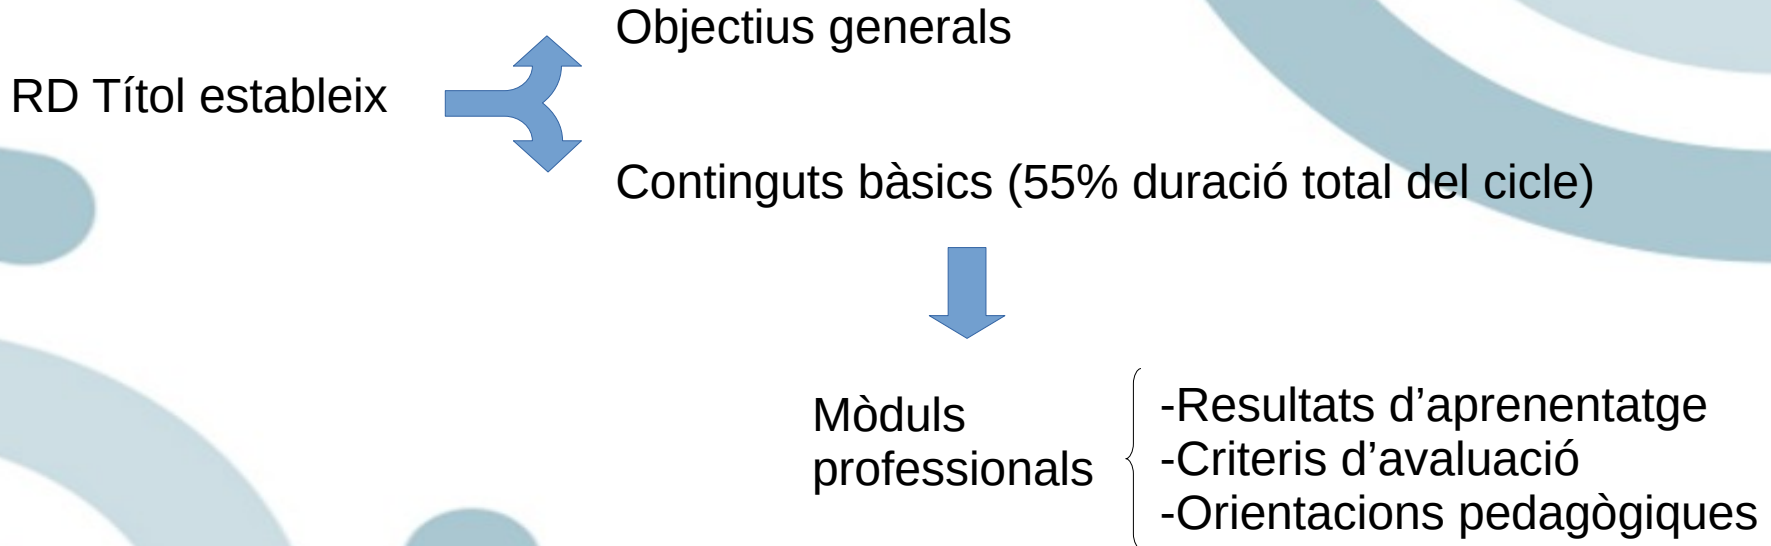 Objectius generals
RD Títol estableix
Continguts bàsics (55% duració total del cicle)
Mòduls
professionals
-Resultats d’aprenentatge
-Criteris d’avaluació
-Orientacions pedagògiques